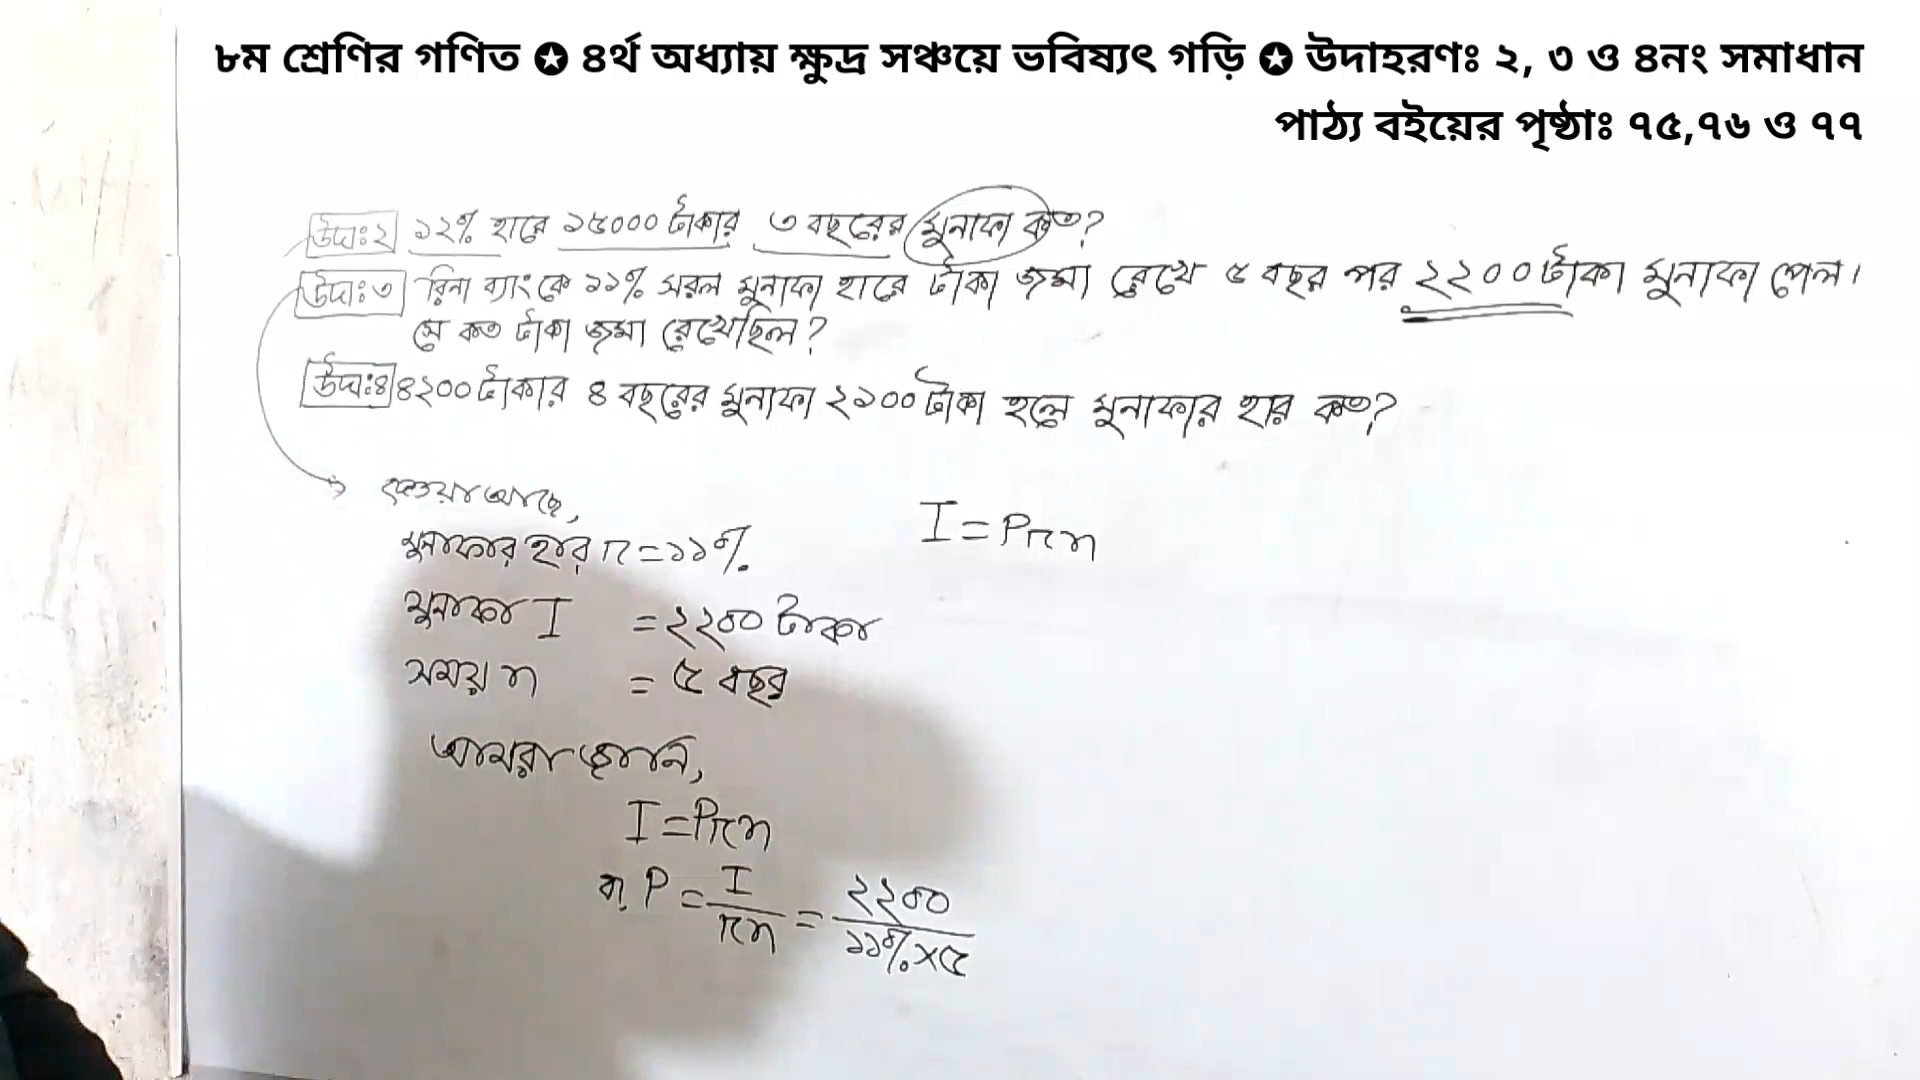 ৮ম শ্রেণির গণিত ✪ ৪র্থ অধ্যায় ক্ষুদ্র সঞ্চয়ে ভবিষ্যৎ গড়ি ✪ উদাহরণঃ ২, ৩ ও ৪নং সমাধান
পাঠ্য বইয়ের পৃষ্ঠাঃ ৭৫,৭৬ ও ৭৭
উদাঃ২ ১২% হারে ১৫০০০ টাকার ৩ বছরের মুনাফা কত?
উদাঃ৩ রিনা ব্যাংকে ১১% সরল মুনাফা হারে টাকা জমা রেখে ৫ বছর পর ২২০০ টাকা মুনাফা পেল।
সে কত টাকা জমা রেখেছিল?
উদাঃ৪ ৪২০০ টাকার ৪ বছরের মুনাফা ২১০০ টাকা হলে মুনাফার হার কত?
দেওয়া আছে,
মুনাফার হার r = ১১%
I = Prn
মুনাফা I = ২২০০ টাকা
সময় n = ৫ বছর
আমরা জানি,
I = Prn
বা, P = I/rn = ২২০০/১১%×৫